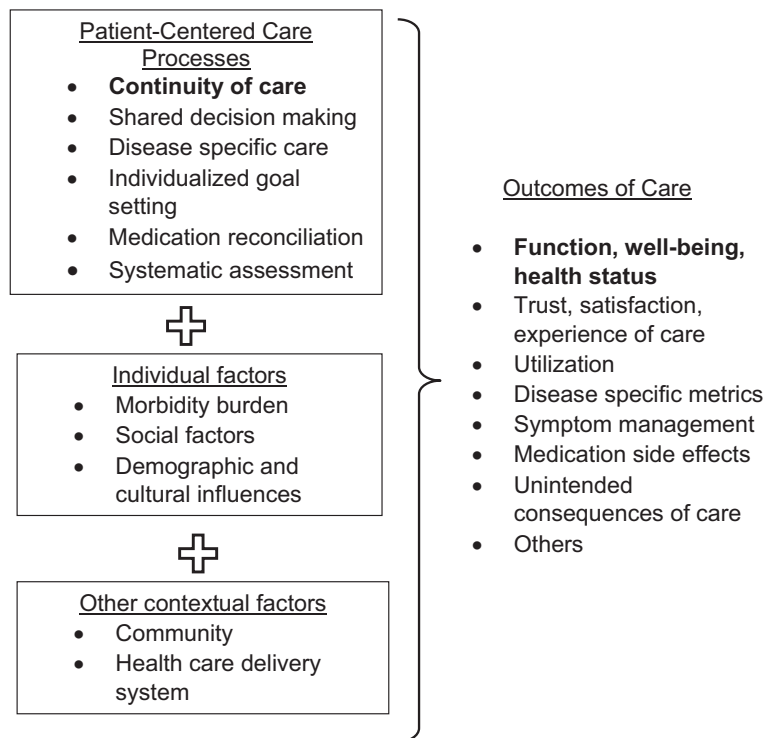 Patient-Centered Care
Processes
• Continuity of care
• Shared decision making
• Disease specific care
• Individualized goal
setting
• Medication reconciliation
• Systematic assessment
Individual factors
• Morbidity burden
• Social factors
• Demographic and
cultural influences
Other contextual factors
• Community
• Health care delivery
system
Outcomes of Care
• Function, well-being,
health status
• Trust, satisfaction,
experience of care
• Utilization
• Disease specific metrics
• Symptom management
• Medication side effects
• Unintended
consequences of care
• Others